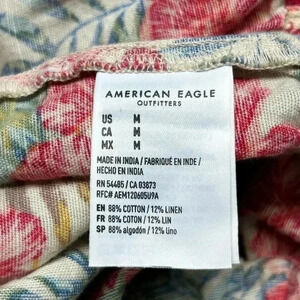 AMERICAN EAGLE
OUTFITTERS
US M
CA M
MX M
MADE IN INDIA / FABRIQUÉ EN INDE /
HECHO EN INDIA
RN 54485 / CA 03873
RFC# AEM120605U9A
EN 88% COTTON / 12% LINEN
FR 88% COTON / 12% LIN
SP 88% algodón / 12% lino